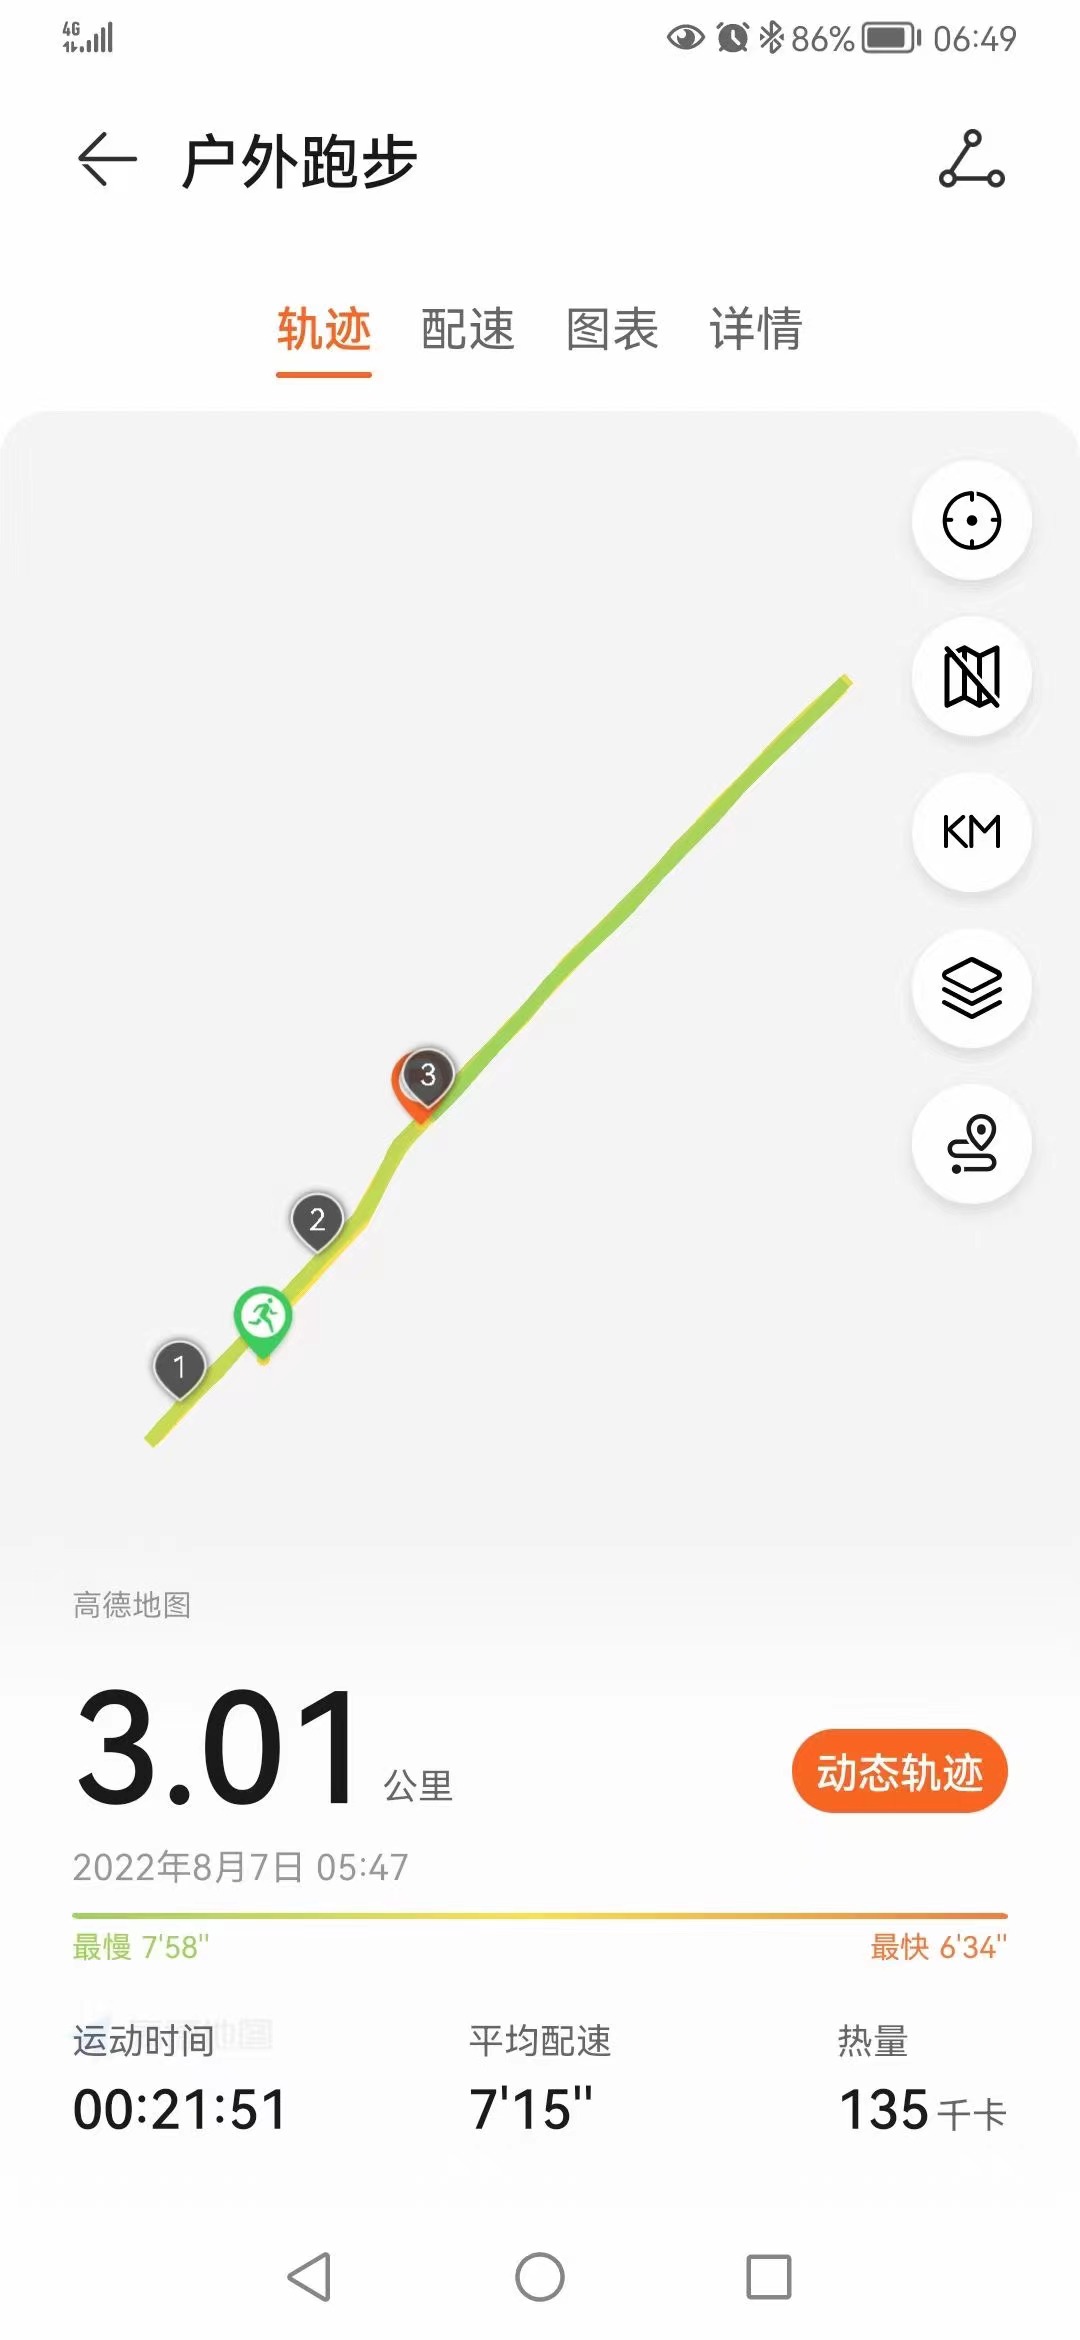 4G 86% 06:49
户外跑步
轨迹 配速 图表 详情
KM
3
2
1
高德地图
3.01 公里
动态轨迹
2022年8月7日 05:47
最慢 7'58" 最快 6'34"
运动时间 平均配速 热量
00:21:51 7'15" 135 千卡